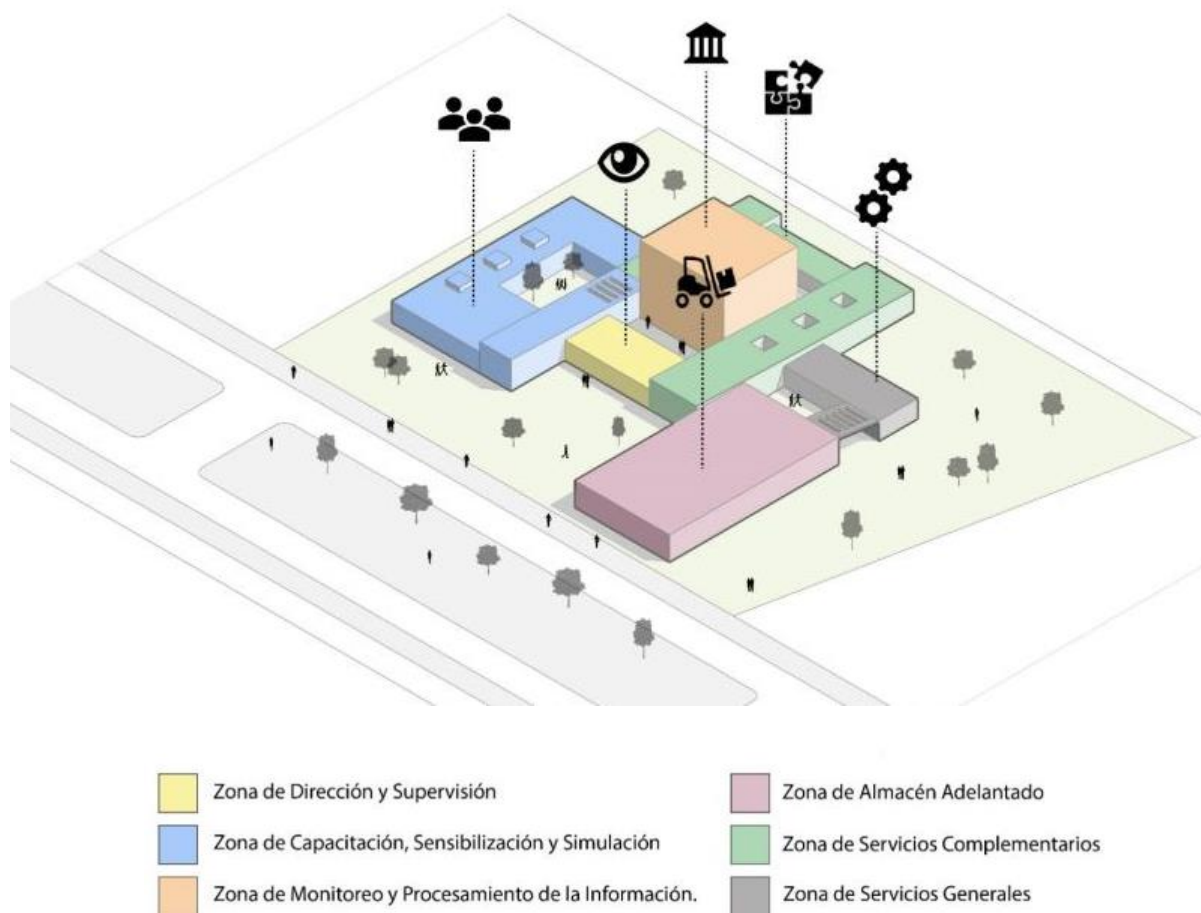 Zona de Dirección y Supervisión
Zona de Capacitación, Sensibilización y Simulación
Zona de Monitoreo y Procesamiento de la Información.
Zona de Almacén Adelantado
Zona de Servicios Complementarios
Zona de Servicios Generales